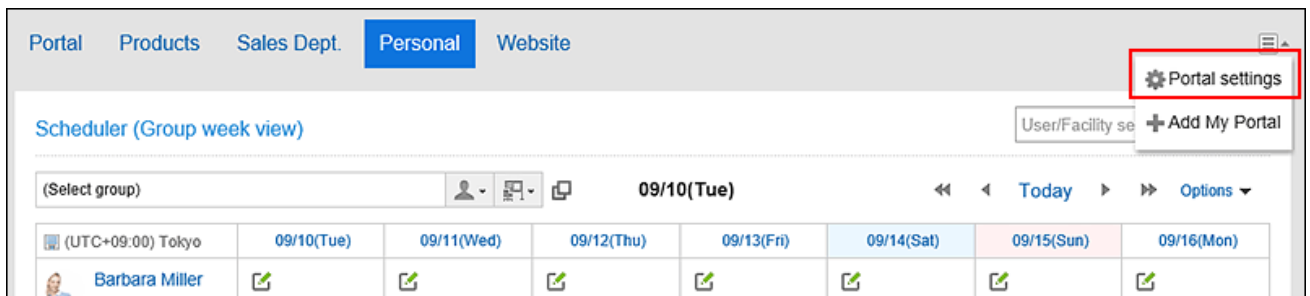 Portal Products Sales Dept. Personal Website
Portal settings
Add My Portal
Scheduler (Group week view) User/Facility se
(Select group) 09/10(Tue) Today Options
(UTC+09:00) Tokyo 09/10(Tue) 09/11(Wed) 09/12(Thu) 09/13(Fri) 09/14(Sat) 09/15(Sun) 09/16(Mon)
Barbara Miller